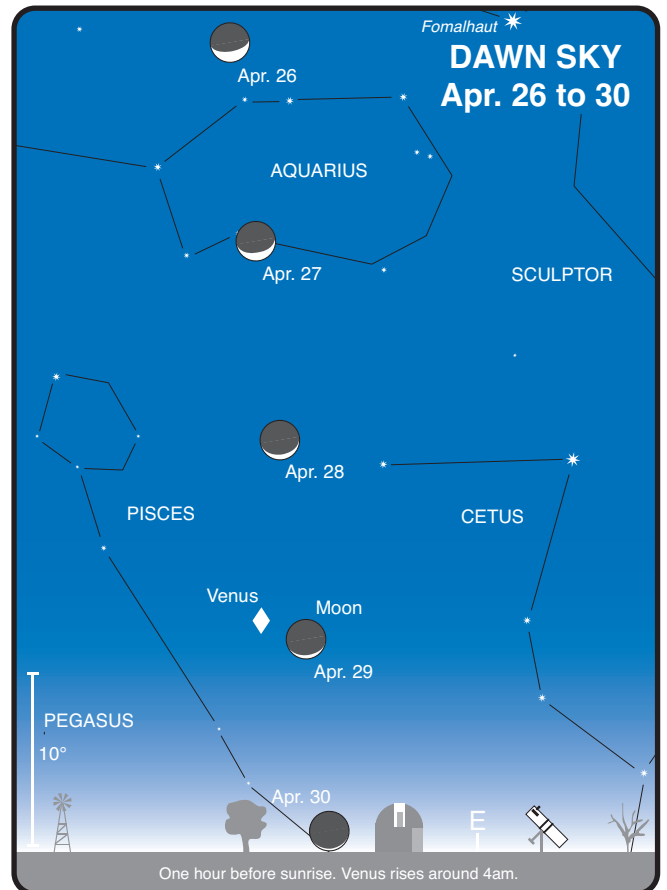 Fomalhaut
DAWN SKY
Apr. 26 to 30
Apr. 26
AQUARIUS
Apr. 27
SCULPTOR
Apr. 28
PISCES
CETUS
Venus
Moon
Apr. 29
PEGASUS
10°
Apr. 30
E
One hour before sunrise. Venus rises around 4am.